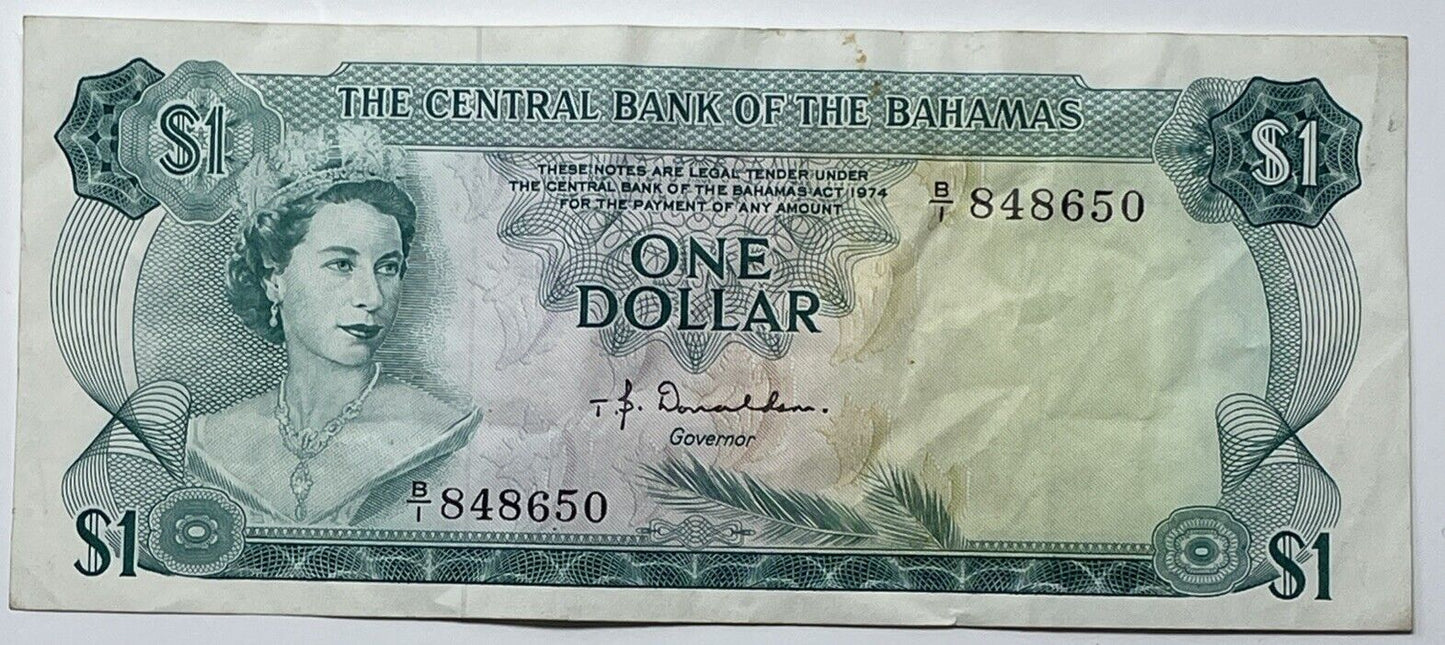 $1
THE CENTRAL BANK OF THE BAHAMAS
$1
THESE NOTES ARE LEGAL TENDER UNDER
THE CENTRAL BANK OF THE BAHAMAS ACT 1974
FOR THE PAYMENT OF ANY AMOUNT
B/1 848650
ONE
DOLLAR
T. B. Donaldson.
Governor
B/1 848650
$1
$1